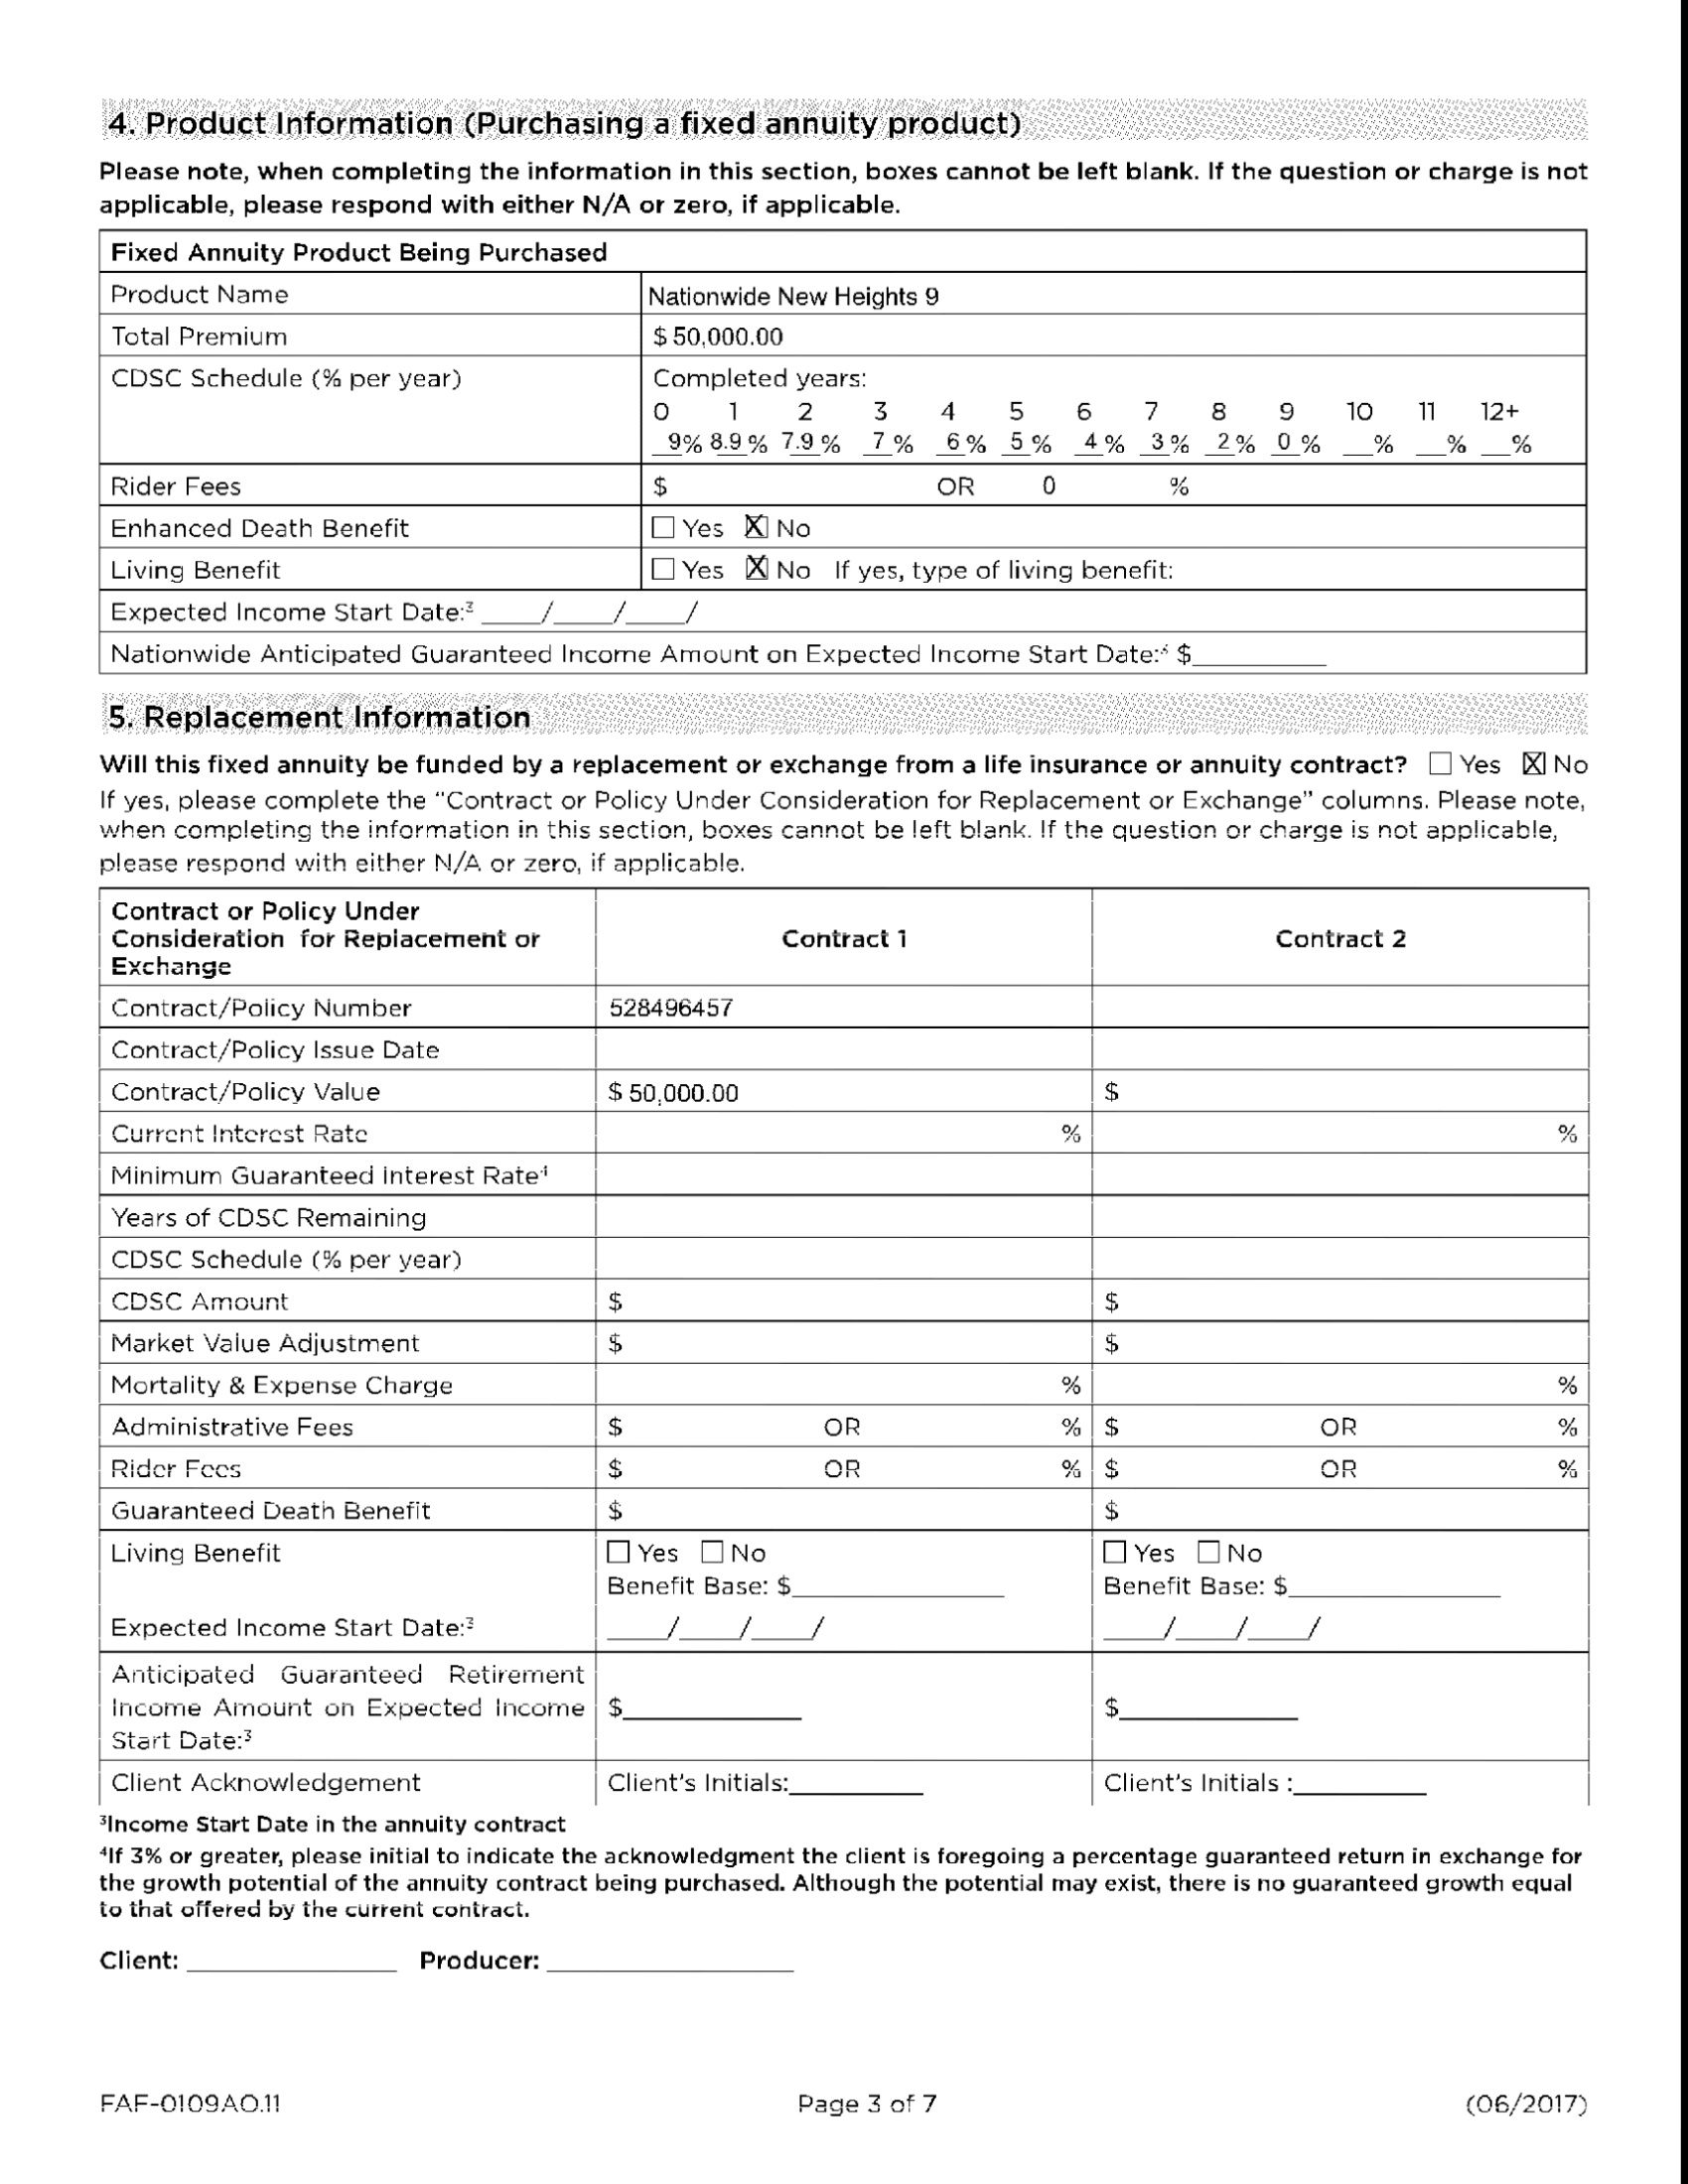 4. Product Information (Purchasing a fixed annuity product)
Please note, when completing the information in this section, boxes cannot be left blank. If the question or charge is not
applicable, please respond with either N/A or zero, if applicable.
Fixed Annuity Product Being Purchased
Product Name Nationwide New Heights 9
Total Premium $ 50,000.00
CDSC Schedule (% per year) Completed years:
0 1 2 3 4 5 6 7 8 9 10 11 12+
9% 8.9% 7.9% 7% 6% 5% 4% 3% 2% 0% __% __% __%
Rider Fees $ OR 0 %
Enhanced Death Benefit ☐ Yes ☒ No
Living Benefit ☐ Yes ☒ No If yes, type of living benefit:
Expected Income Start Date:³ ____/____/____/
Nationwide Anticipated Guaranteed Income Amount on Expected Income Start Date: $__________
5. Replacement Information
Will this fixed annuity be funded by a replacement or exchange from a life insurance or annuity contract? ☐ Yes ☒ No
If yes, please complete the “Contract or Policy Under Consideration for Replacement or Exchange” columns. Please note,
when completing the information in this section, boxes cannot be left blank. If the question or charge is not applicable,
please respond with either N/A or zero, if applicable.
Contract or Policy Under
Consideration for Replacement or
Exchange
Contract 1 Contract 2
Contract/Policy Number 528496457
Contract/Policy Issue Date
Contract/Policy Value $ 50,000.00 $
Current Interest Rate % %
Minimum Guaranteed Interest Rate⁴
Years of CDSC Remaining
CDSC Schedule (% per year)
CDSC Amount $ $
Market Value Adjustment $ $
Mortality & Expense Charge % %
Administrative Fees $ OR % $ OR %
Rider Fees $ OR % $ OR %
Guaranteed Death Benefit $ $
Living Benefit ☐ Yes ☐ No ☐ Yes ☐ No
Benefit Base: $__________ Benefit Base: $__________
Expected Income Start Date:³ ____/____/____/ ____/____/____/
Anticipated Guaranteed Retirement
Income Amount on Expected Income $__________ $__________
Start Date:³
Client Acknowledgement Client's Initials:__________ Client's Initials :__________
³Income Start Date in the annuity contract
⁴If 3% or greater, please initial to indicate the acknowledgment the client is foregoing a percentage guaranteed return in exchange for
the growth potential of the annuity contract being purchased. Although the potential may exist, there is no guaranteed growth equal
to that offered by the current contract.
Client: __________ Producer: __________
FAF-0109AO.11 Page 3 of 7 (06/2017)